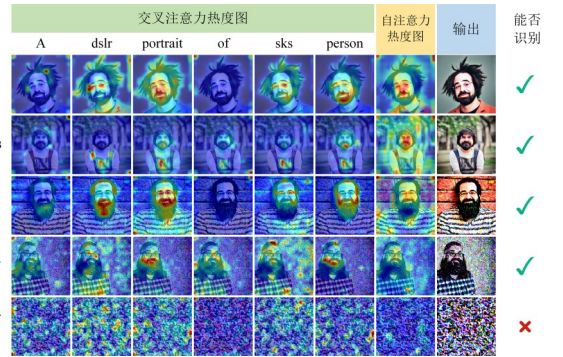 交叉注意力热度图
自注意力
热度图
输出
能否
识别
A dslr portrait of sks person